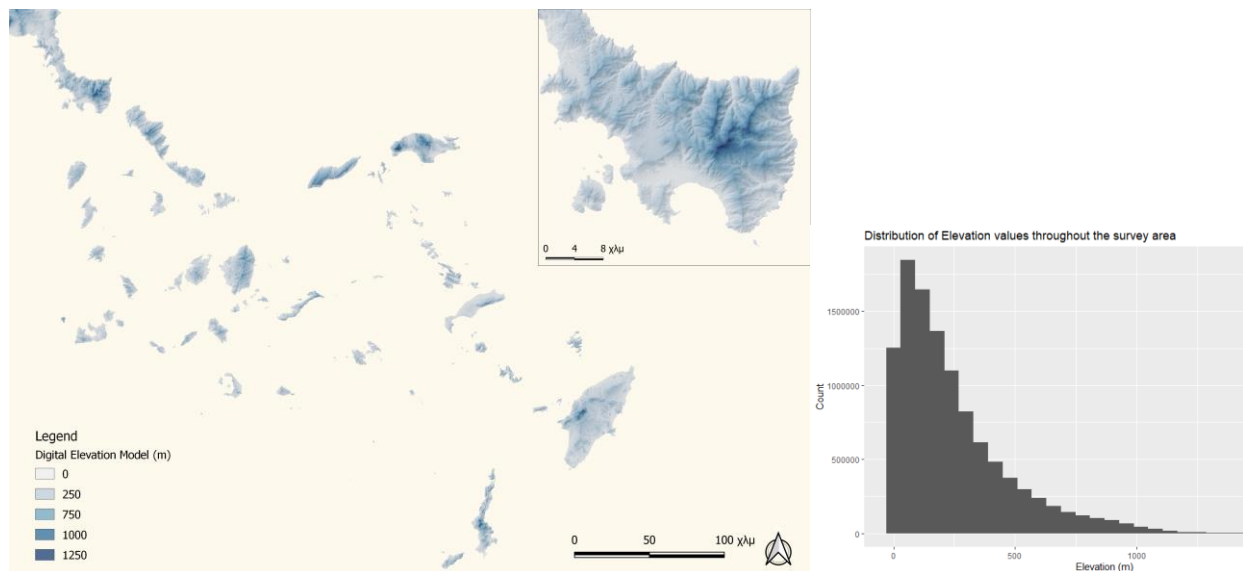 0 4 8 χλμ
Legend
Digital Elevation Model (m)
0
250
750
1000
1250
0 50 100 χλμ
Distribution of Elevation values throughout the survey area
Count
1500000
1000000
500000
0
0 500 1000
Elevation (m)